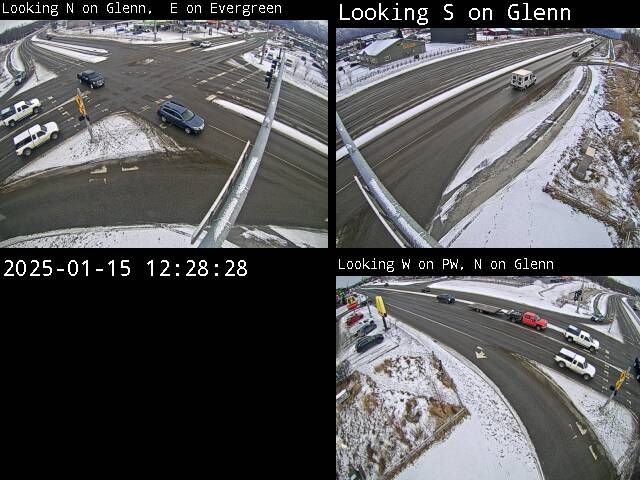 Looking N on Glenn,  E on Evergreen
Looking S on Glenn
2025-01-15 12:28:28
Looking W on PW, N on Glenn